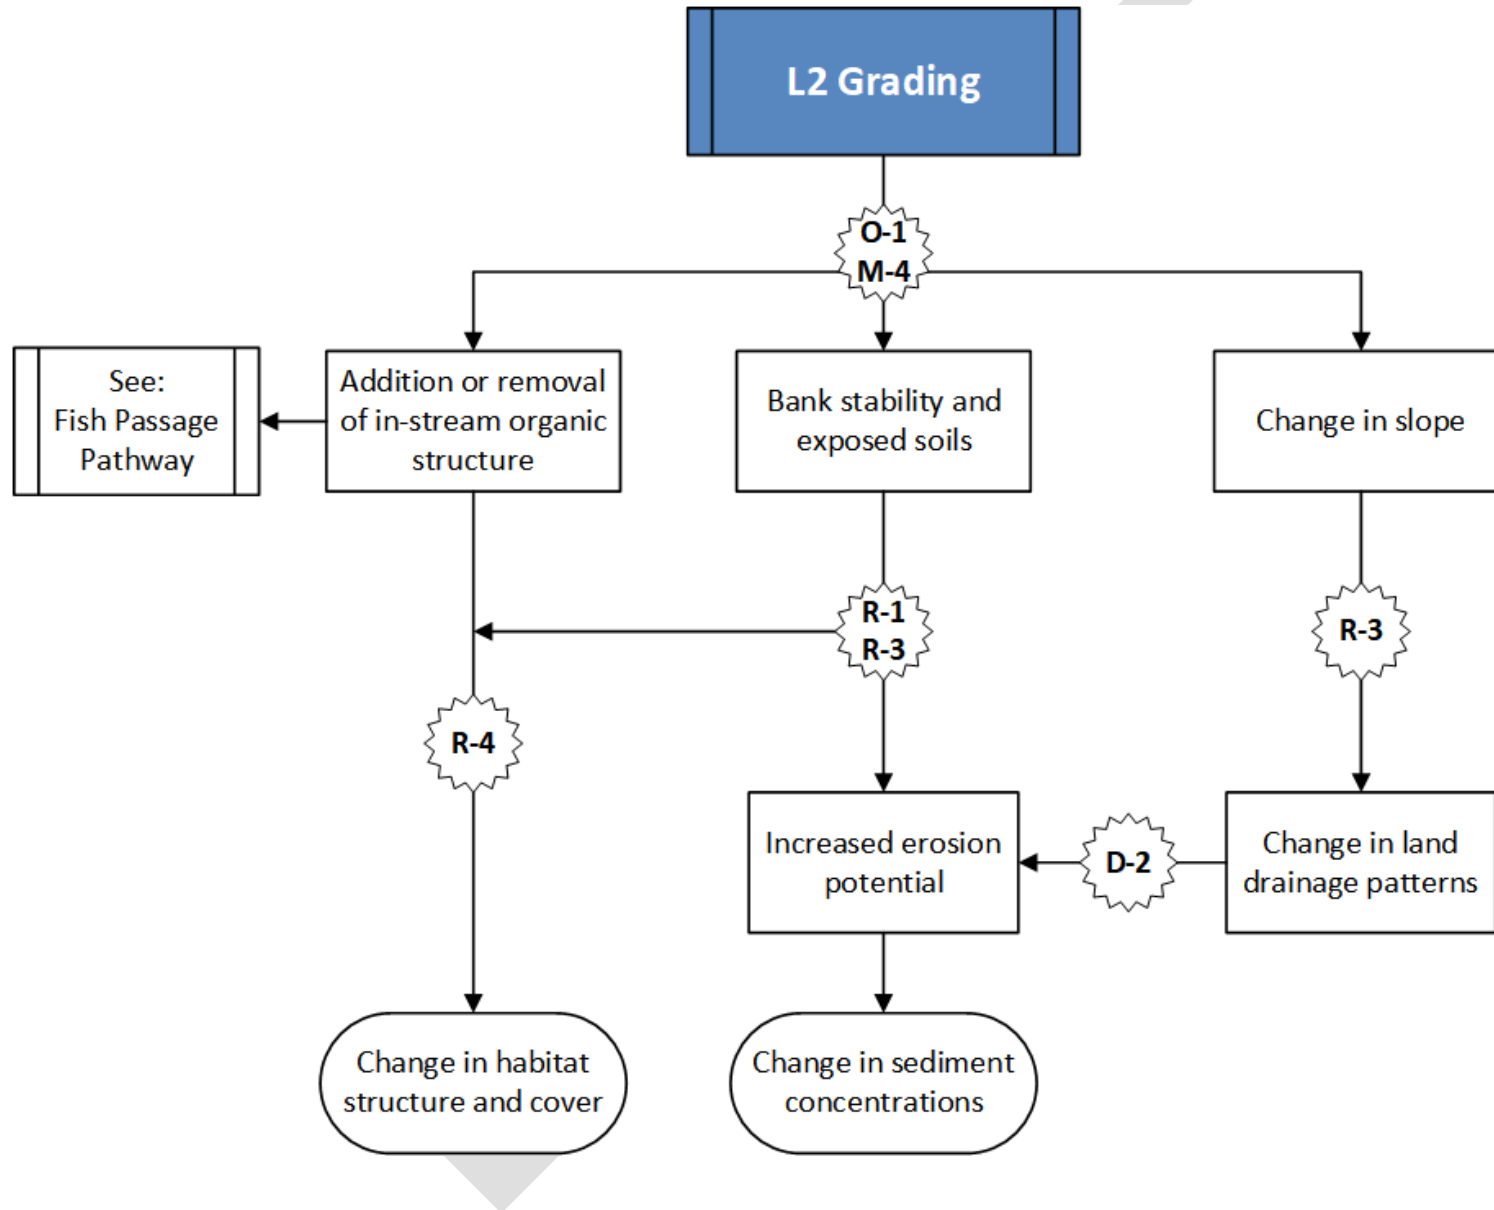 L2 Grading
O-1
M-4
See:
Fish Passage
Pathway
Addition or removal
of in-stream organic
structure
Bank stability and
exposed soils
Change in slope
R-1
R-3
R-3
R-4
Increased erosion
potential
D-2
Change in land
drainage patterns
Change in habitat
structure and cover
Change in sediment
concentrations